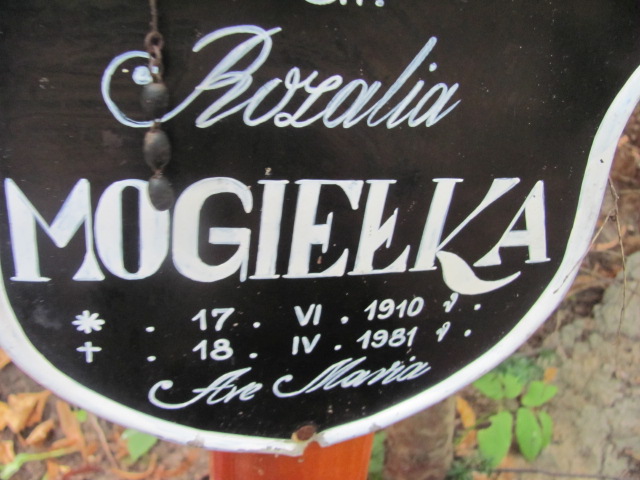 Rozalia
MOGIEŁKA
* . 17 . VI . 1910 r.
† . 18 . IV . 1981 r.
Ave Maria